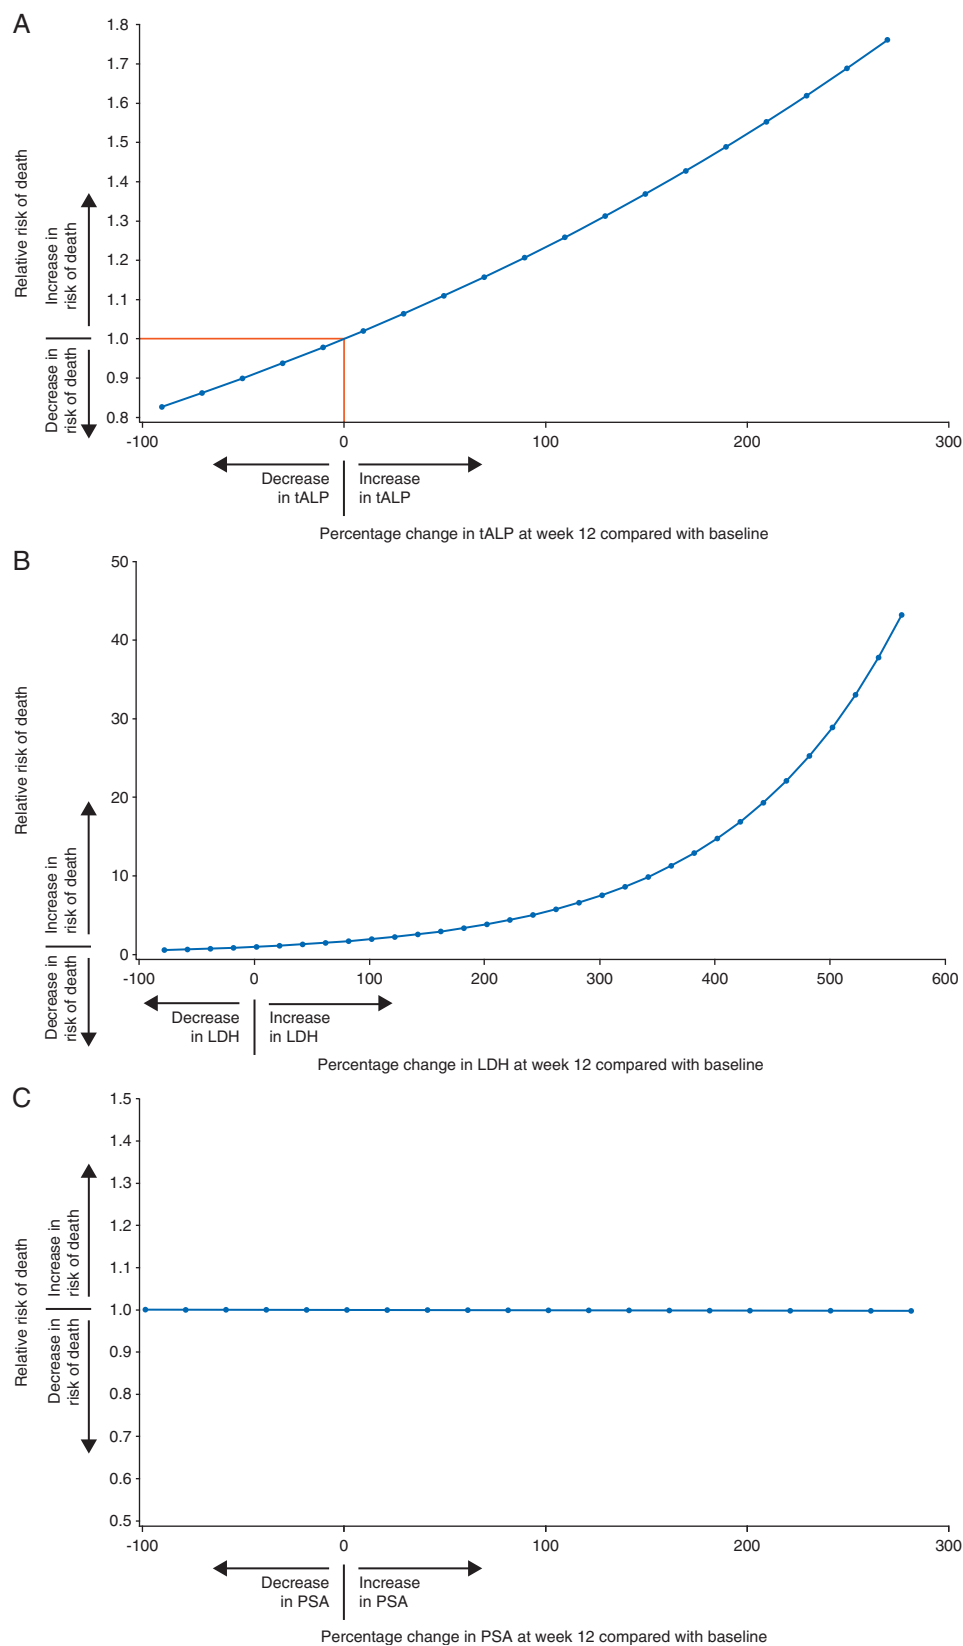 A
1.8
1.7
1.6
1.5
1.4
1.3
1.2
1.1
1.0
0.9
0.8
Relative risk of death
Increase in
risk of death
Decrease in
risk of death
-100 0 100 200 300
Decrease
in tALP
Increase
in tALP
Percentage change in tALP at week 12 compared with baseline
B
50
40
30
20
10
0
Relative risk of death
Increase in
risk of death
Decrease in
risk of death
-100 0 100 200 300 400 500 600
Decrease
in LDH
Increase
in LDH
Percentage change in LDH at week 12 compared with baseline
C
1.5
1.4
1.3
1.2
1.1
1.0
0.9
0.8
0.7
0.6
0.5
Relative risk of death
Increase in
risk of death
Decrease in
risk of death
-100 0 100 200 300
Decrease
in PSA
Increase
in PSA
Percentage change in PSA at week 12 compared with baseline